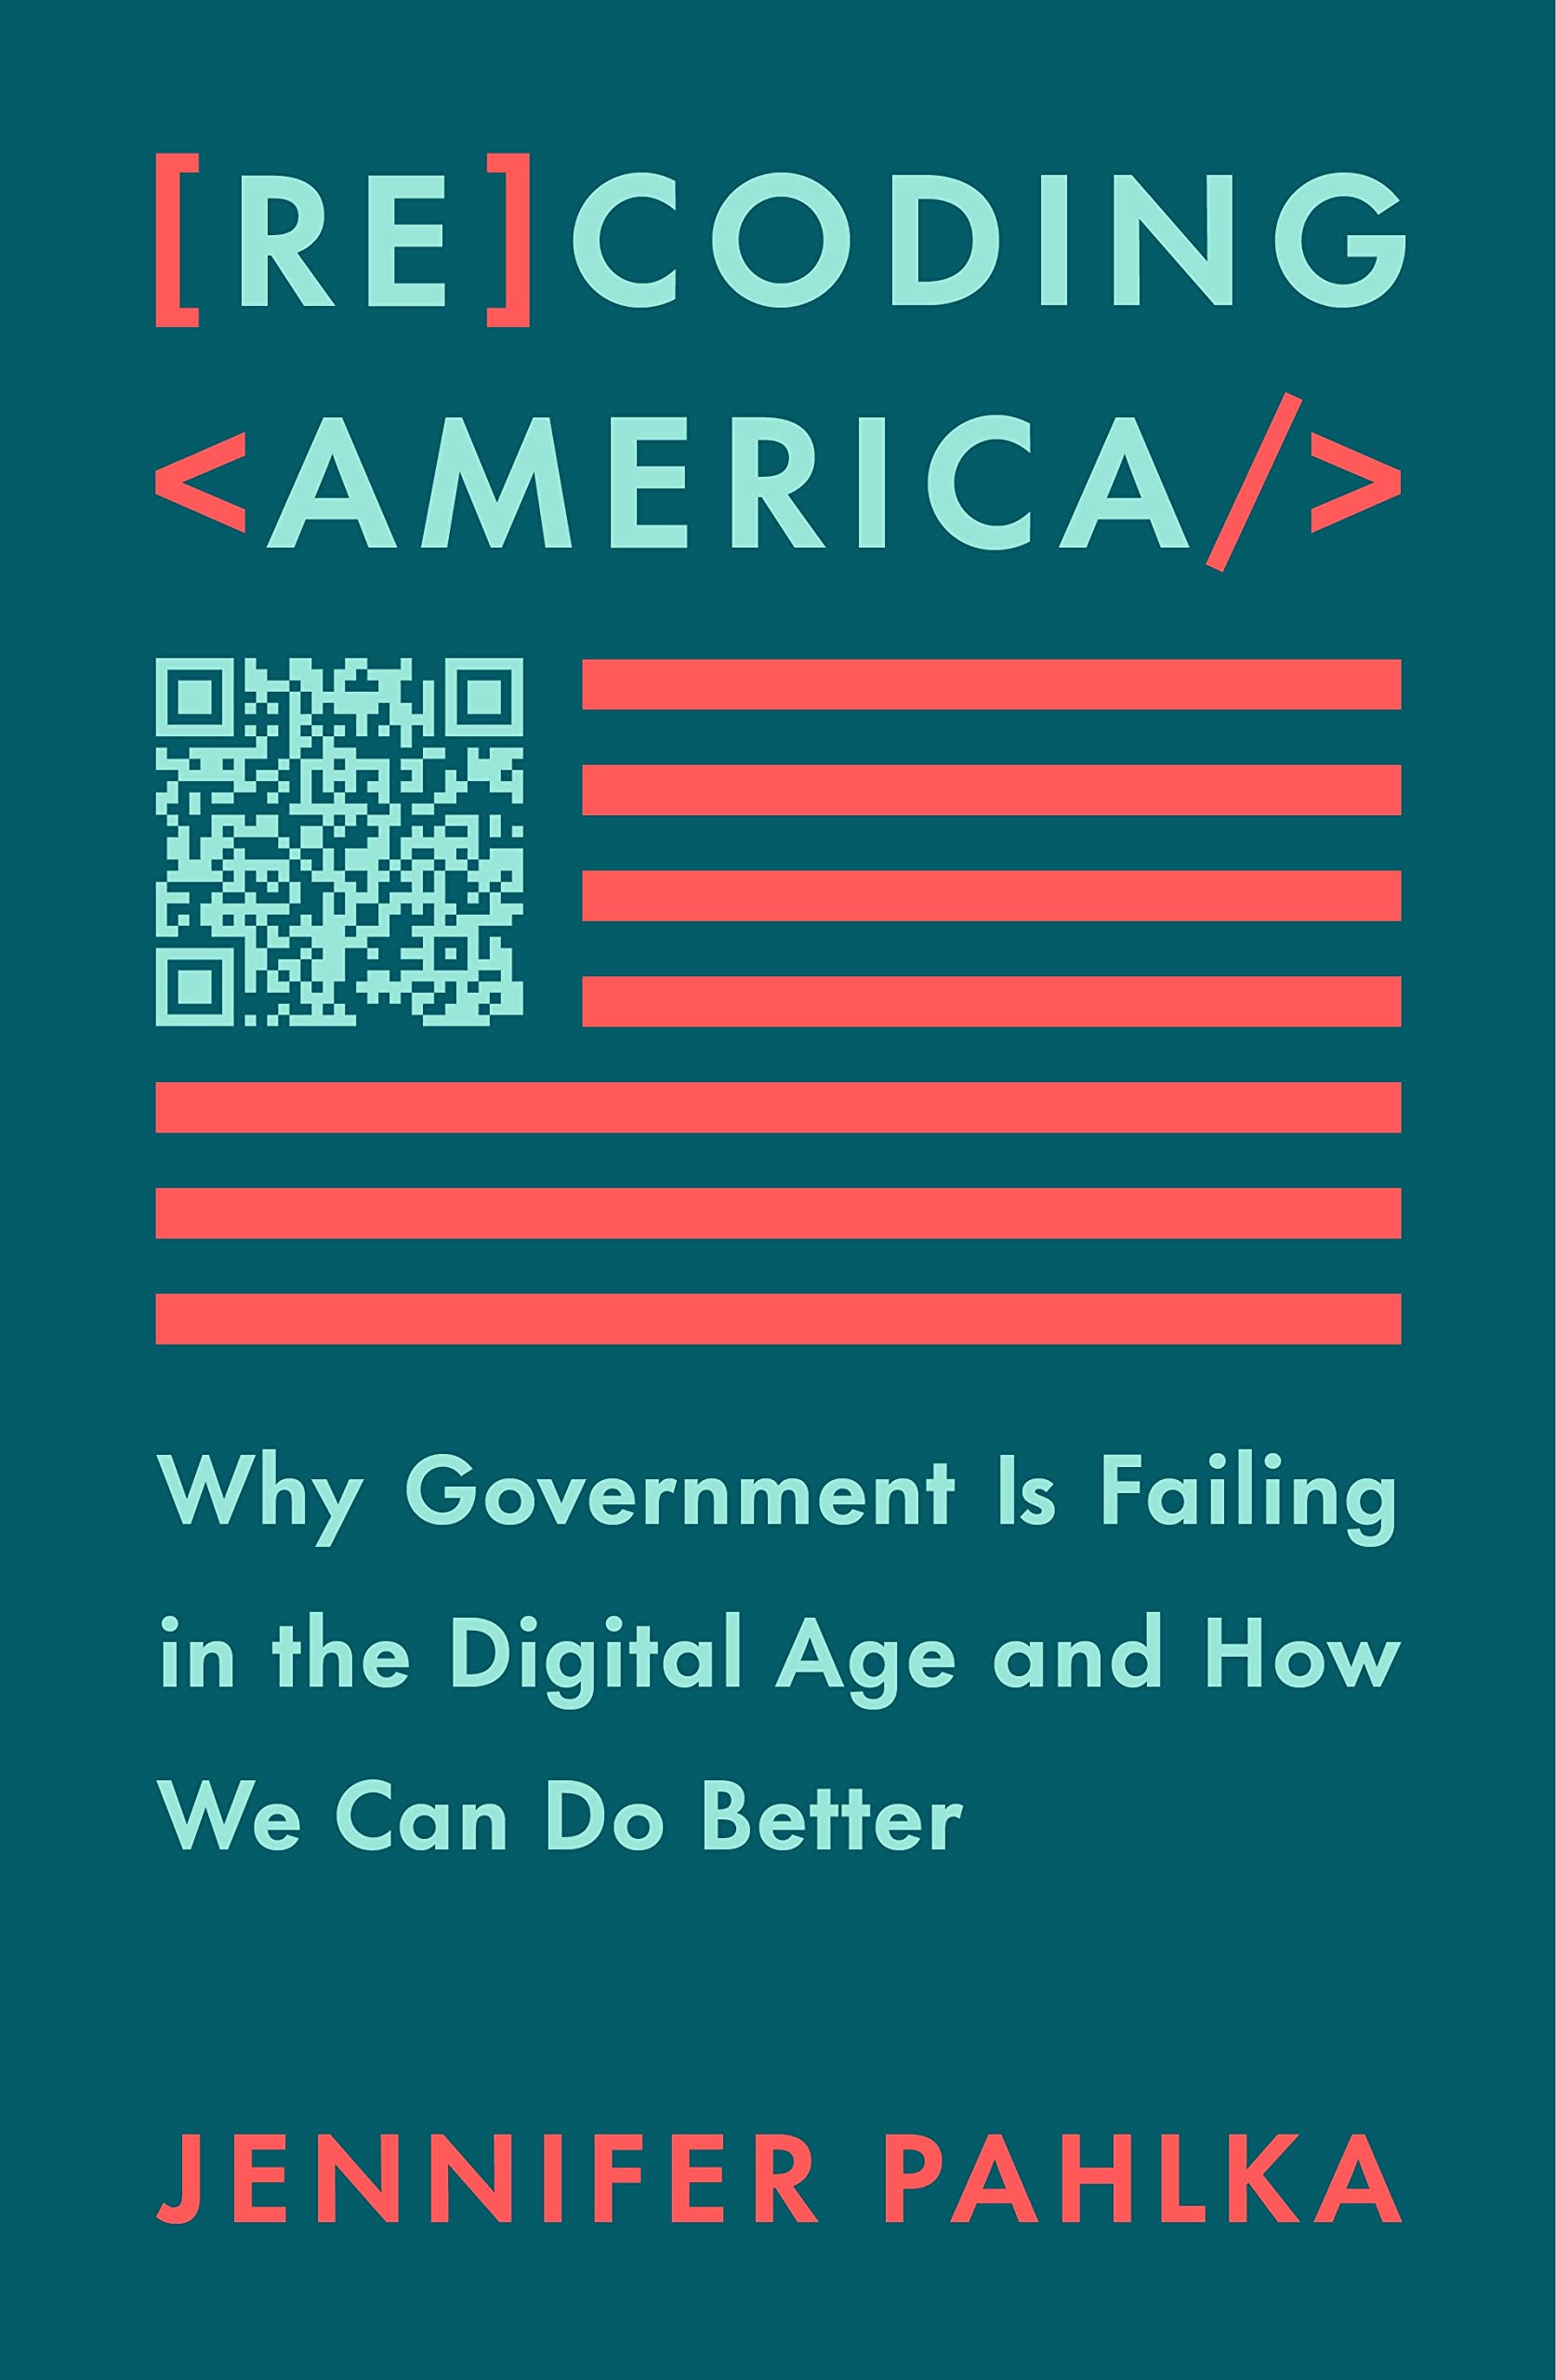 [RE]CODING
<AMERICA/>
Why Government Is Failing
in the Digital Age and How
We Can Do Better
JENNIFER PAHLKA